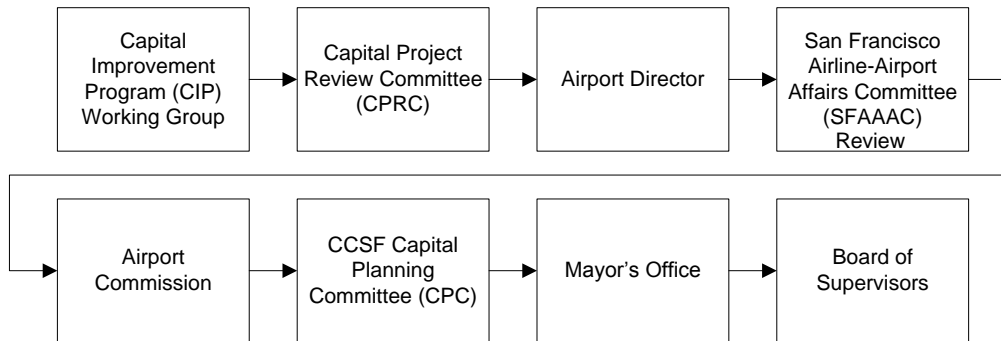 Capital
Improvement
Program (CIP)
Working Group
Capital Project
Review Committee
(CPRC)
Airport Director
San Francisco
Airline-Airport
Affairs Committee
(SFAAAC)
Review
Airport
Commission
CCSF Capital
Planning
Committee (CPC)
Mayor’s Office
Board of
Supervisors